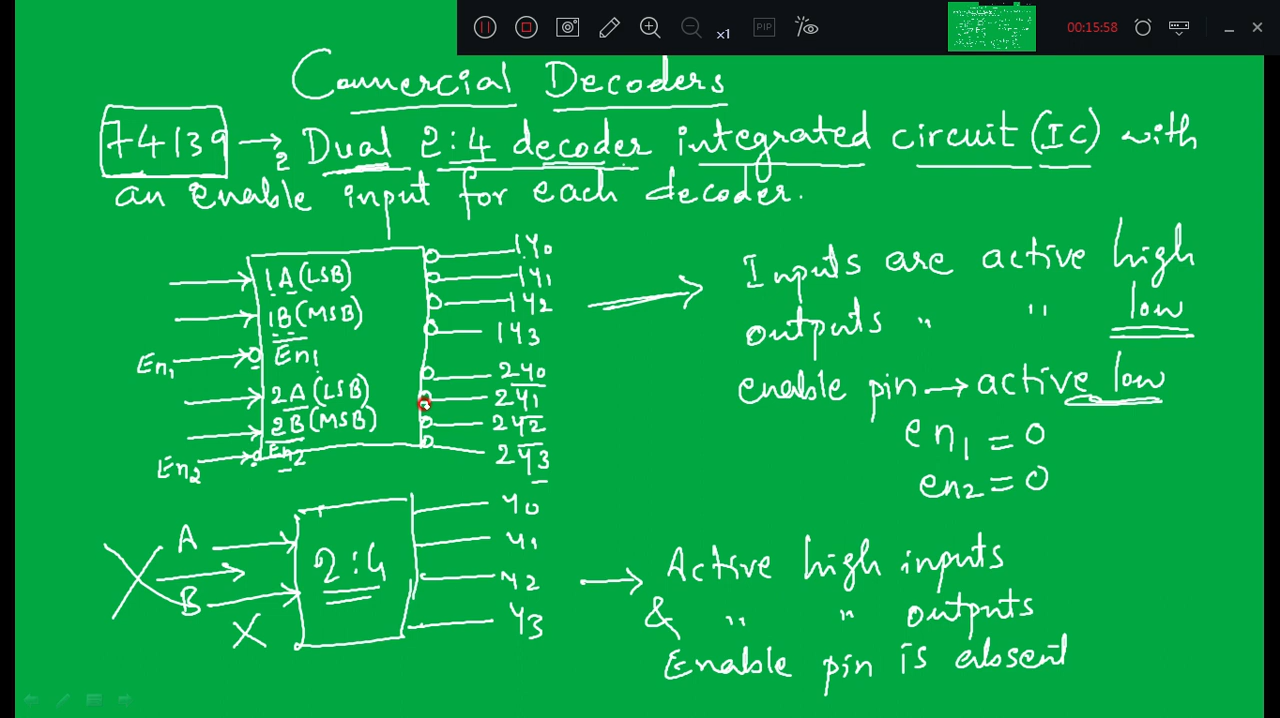 x1
PIP
00:15:58
Commercial Decoders
74139 → 2 Dual 2:4 decoder integrated circuit (IC) with
an enable input for each decoder.
1A (LSB)
1B (MSB)
En1 En1
2A (LSB)
2B (MSB)
En2 En2
1Y0
1Y1
1Y2
1Y3
2Y0
2Y1
2Y2
2Y3
Inputs are active high
outputs " " low
enable pin → active low
en1 = 0
en2 = 0
A
B
X
2:4
Y0
Y1
Y2
Y3
Active high inputs
& " " outputs
Enable pin is absent